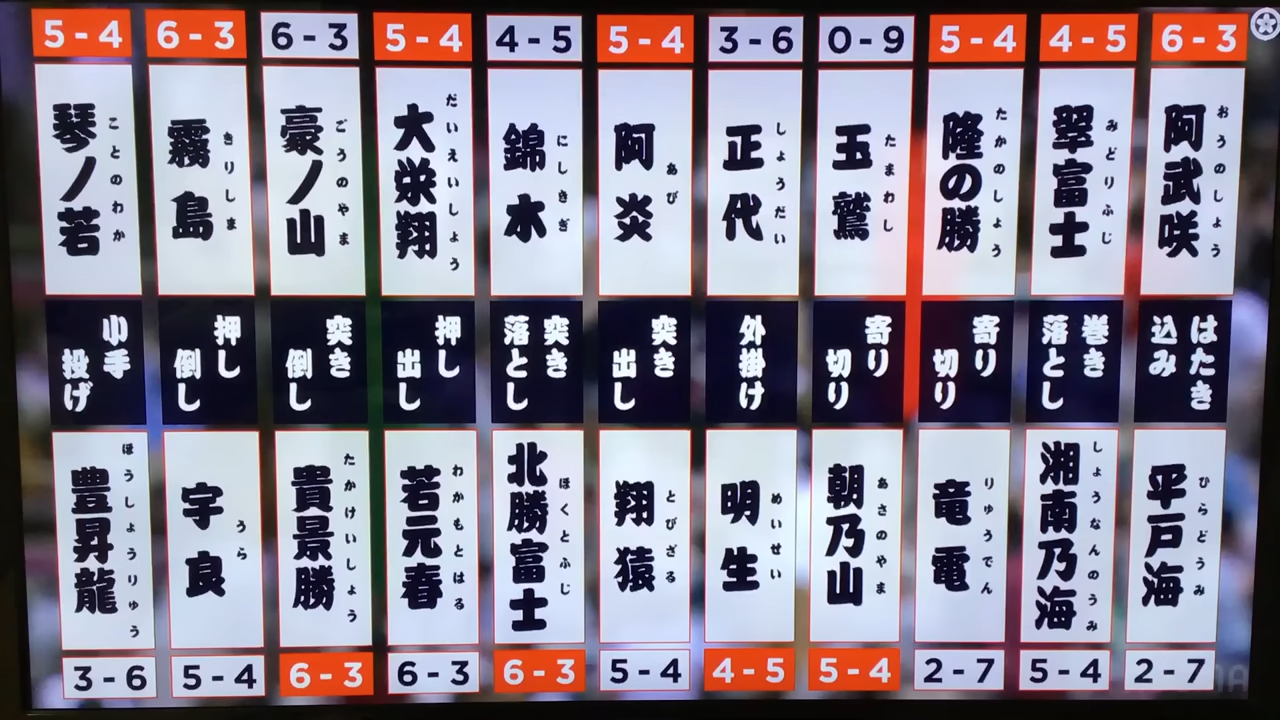 5-4 6-3 6-3 5-4 4-5 5-4 3-6 0-9 5-4 4-5 6-3
阿武咲
おうのしょう
翠富士
みどりふじ
隆の勝
たかのしょう
玉鷲
たまわし
正代
しょうだい
阿炎
あび
錦木
にしきぎ
大栄翔
だいえいしょう
豪ノ山
ごうのやま
霧島
きりしま
琴ノ若
ことのわか
はたき
込み
巻き
落とし
寄り
切り
寄り
切り
外掛け
突き
出し
突き
落とし
押し
出し
突き
倒し
押し
倒し
小手
投げ
平戸海
ひらどうみ
湘南乃海
しょうなんのうみ
竜電
りゅうでん
朝乃山
あさのやま
明生
めいせい
翔猿
とびざる
北勝富士
ほくとふじ
若元春
わかもとはる
貴景勝
たかけいしょう
宇良
うら
豊昇龍
ほうしょうりゅう
3-6 5-4 6-3 6-3 6-3 5-4 4-5 5-4 2-7 5-4 2-7